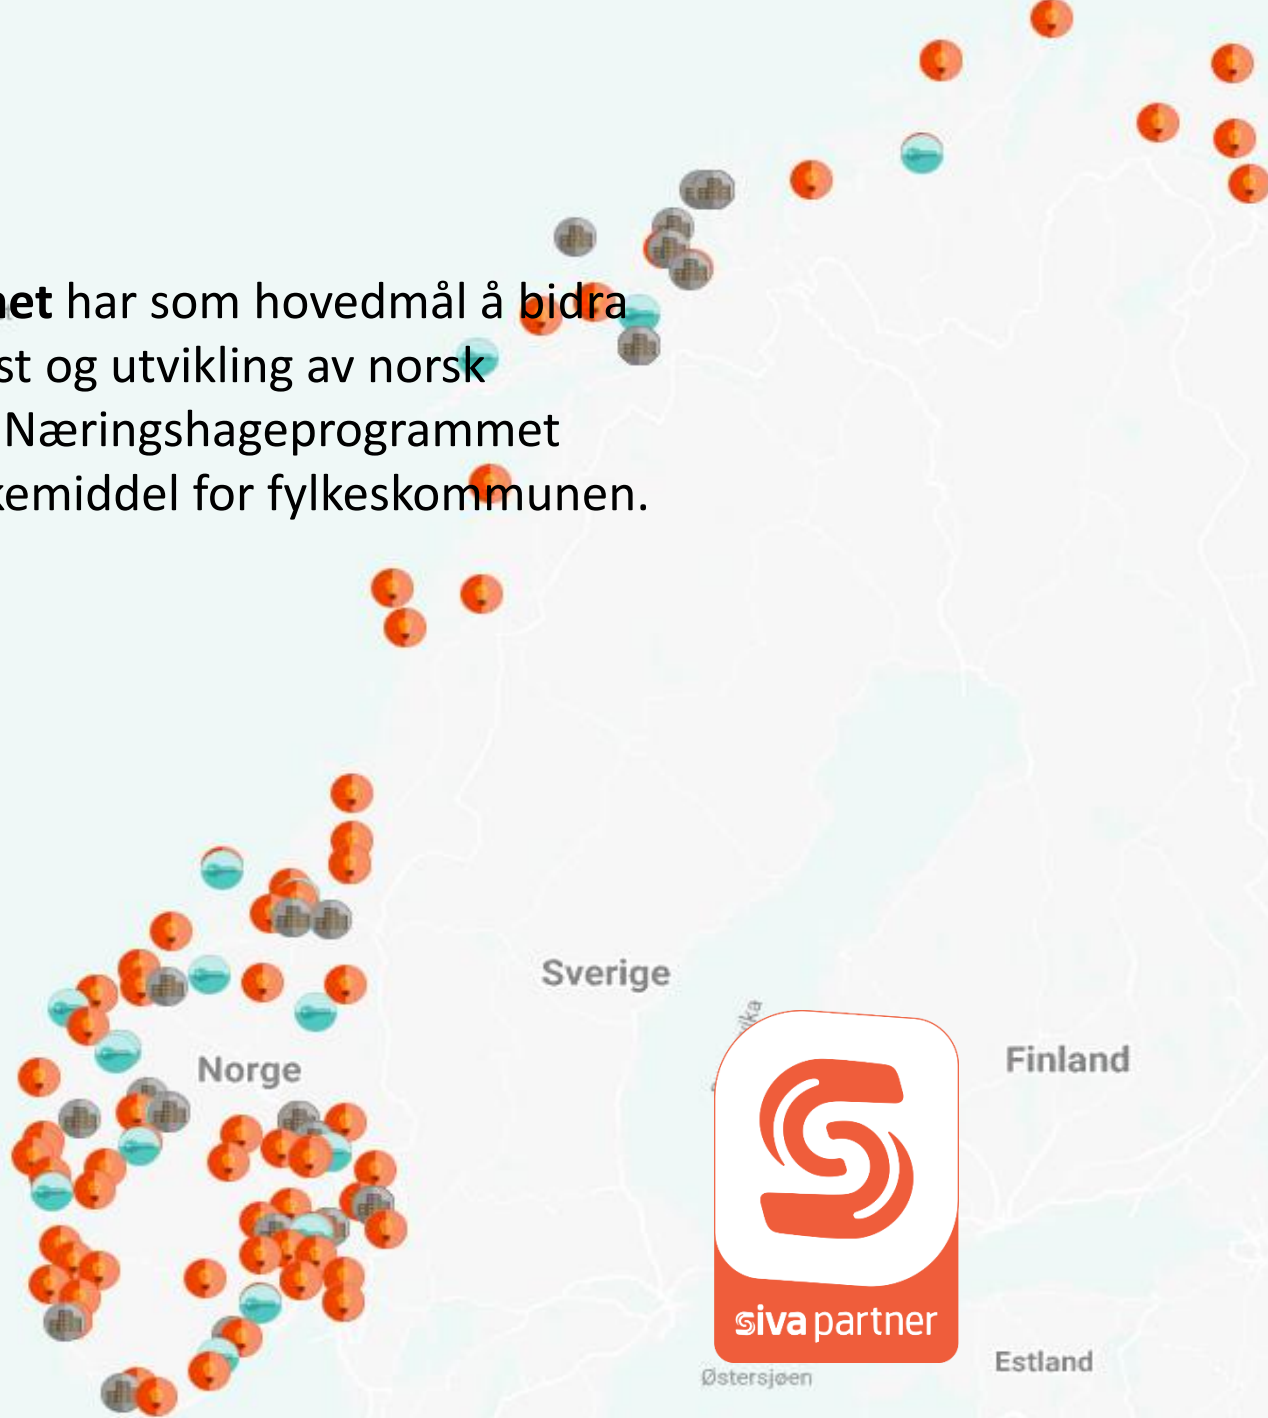 et har som hovedmål å bidra
st og utvikling av norsk
Næringshageprogrammet
kemiddel for fylkeskommunen.
Sverige
Norge
Finland
siva partner
Estland
Østersjøen